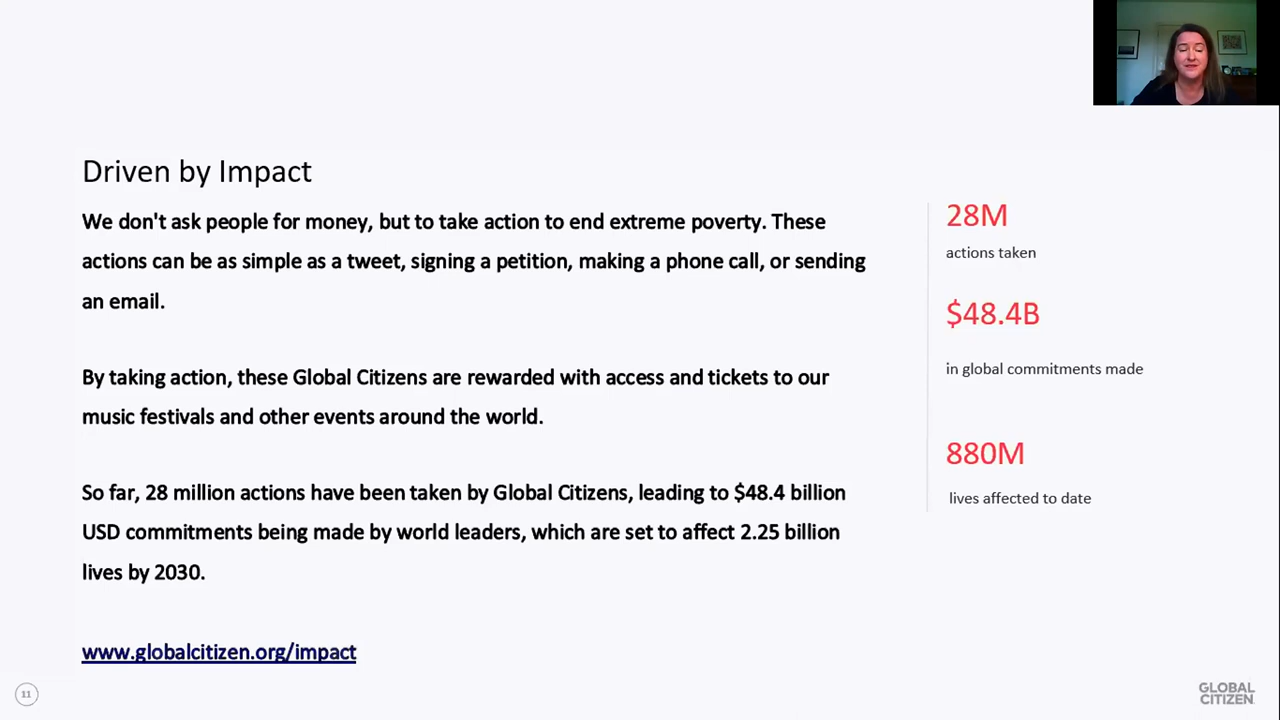 Driven by Impact
We don't ask people for money, but to take action to end extreme poverty. These
actions can be as simple as a tweet, signing a petition, making a phone call, or sending
an email.
By taking action, these Global Citizens are rewarded with access and tickets to our
music festivals and other events around the world.
So far, 28 million actions have been taken by Global Citizens, leading to $48.4 billion
USD commitments being made by world leaders, which are set to affect 2.25 billion
lives by 2030.
www.globalcitizen.org/impact
28M
actions taken
$48.4B
in global commitments made
880M
lives affected to date
11
GLOBAL
CITIZEN